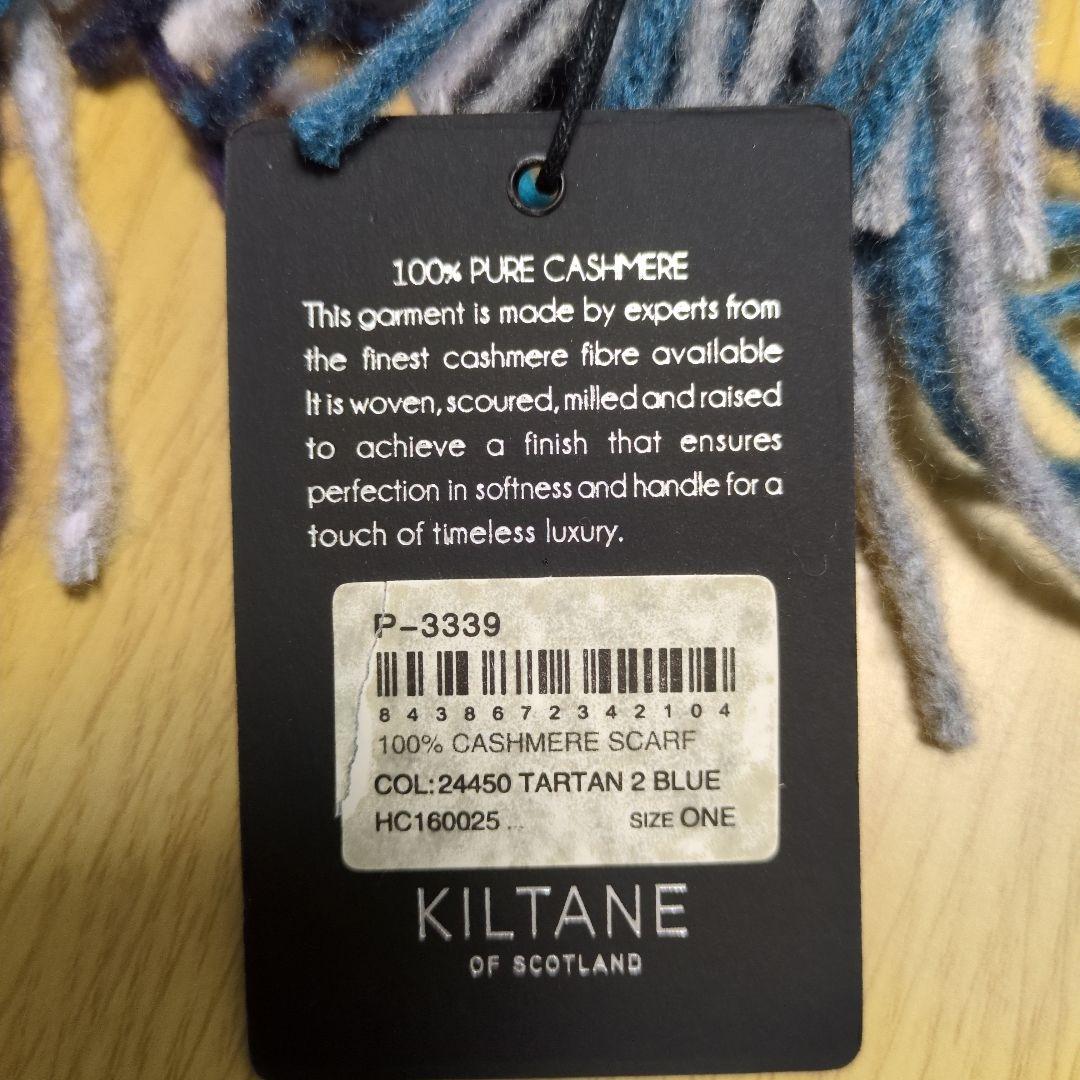 100% PURE CASHMERE
This garment is made by experts from
the finest cashmere fibre available
It is woven, scoured, milled and raised
to achieve a finish that ensures
perfection in softness and handle for a
touch of timeless luxury.
P-3339
8 4 3 8 6 7 2 3 4 2 1 0 4
100% CASHMERE SCARF
COL:24450 TARTAN 2 BLUE
HC160025 ... SIZE ONE
KILTANE
OF SCOTLAND